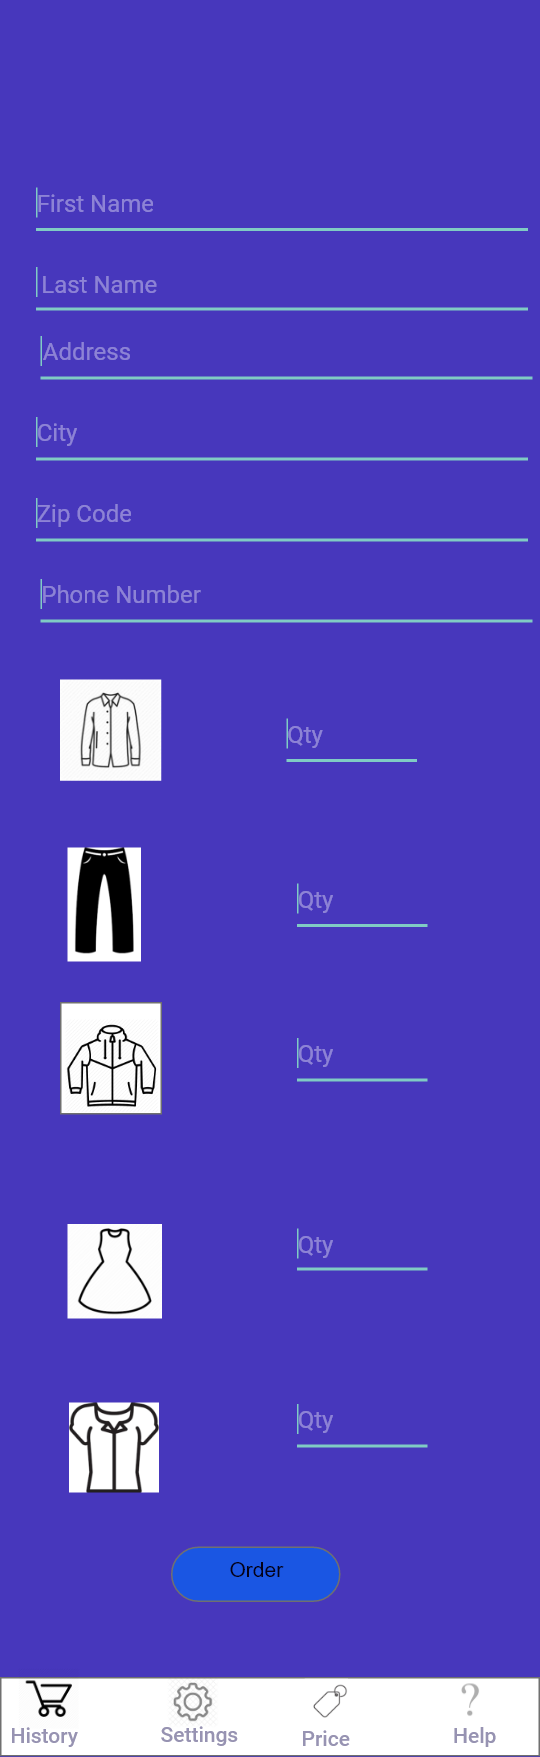 First Name
Last Name
Address
City
Zip Code
Phone Number
Qty
Qty
Qty
Qty
Qty
Order
History Settings Price Help